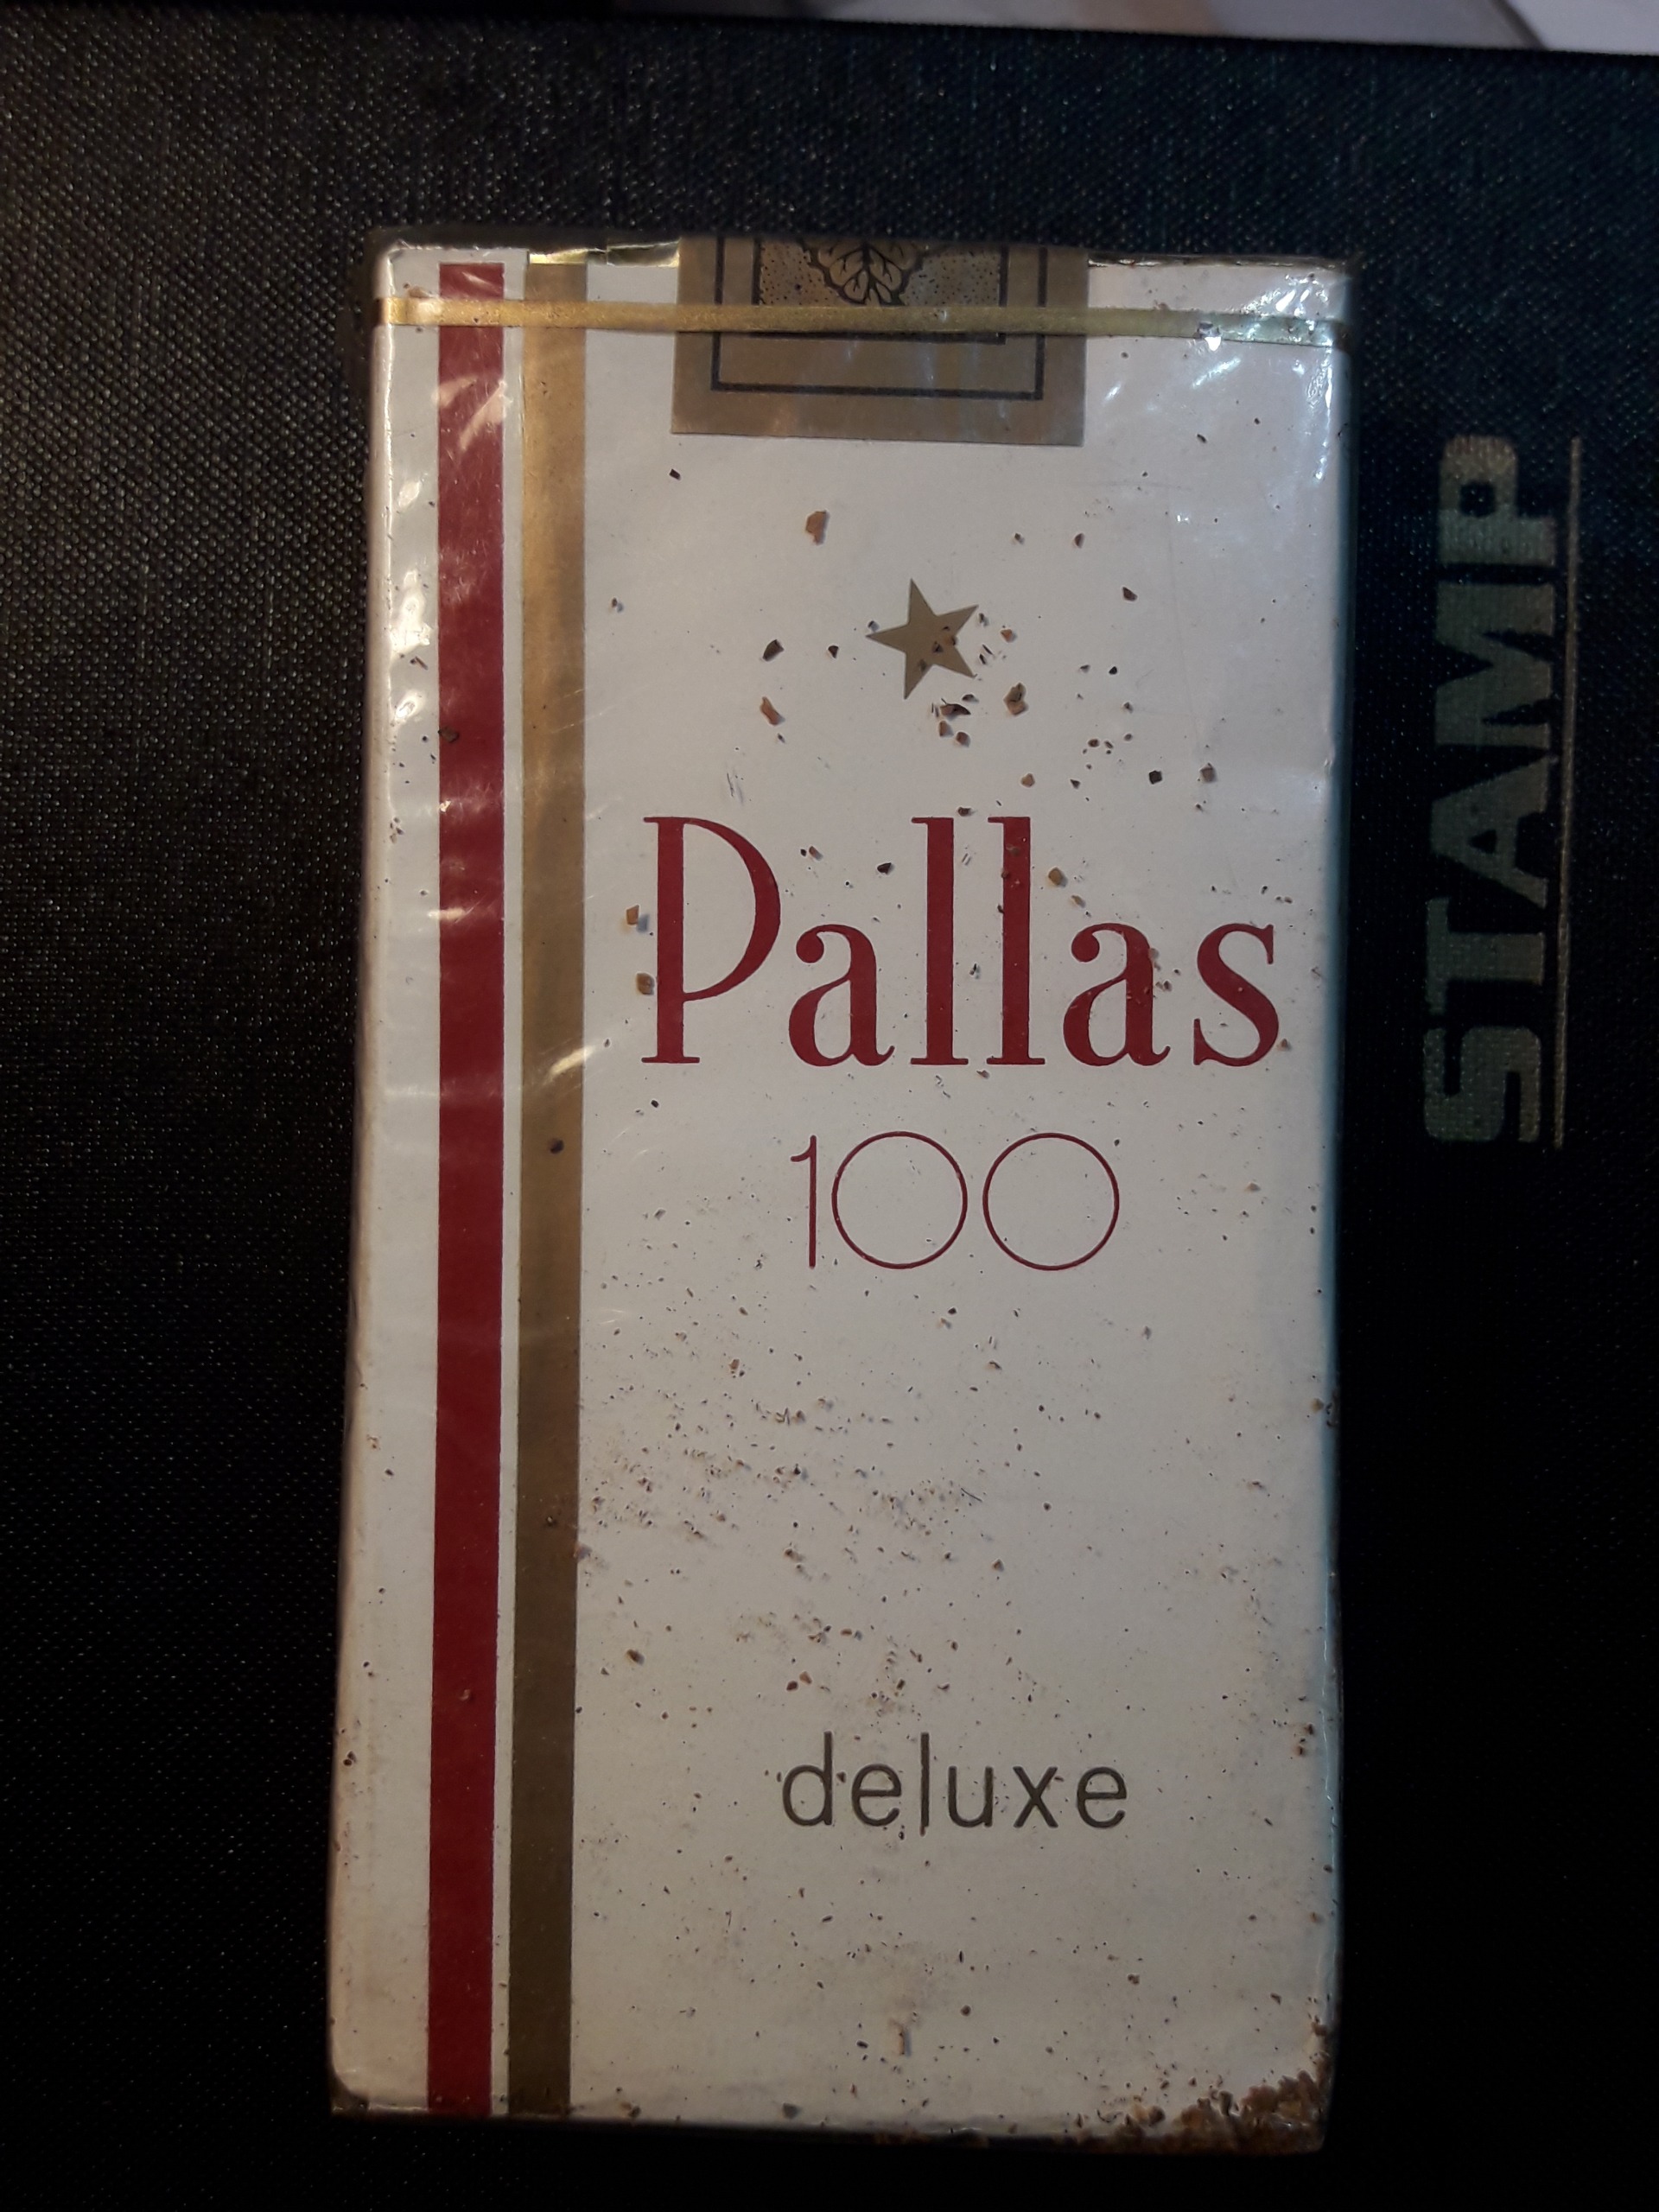 Pallas
100
deluxe
STAMP